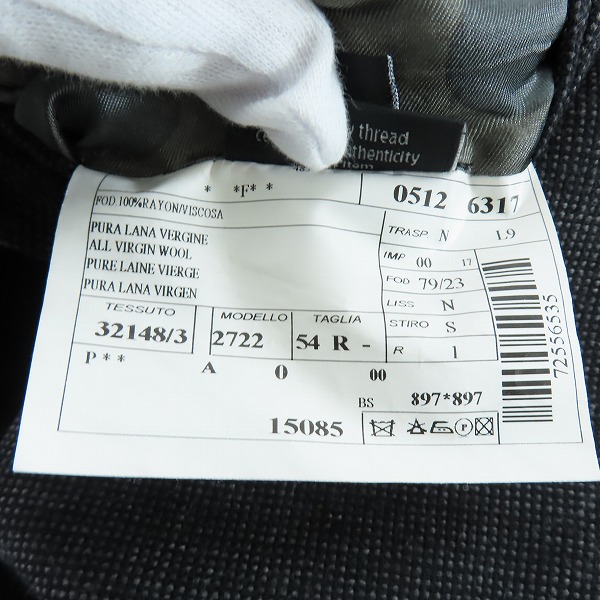 thread
authenticity
item
* *F* * 0512 6317
FOD.100%RAYON/VISCOSA
PURA LANA VERGINE
ALL VIRGIN WOOL
PURE LAINE VIERGE
PURA LANA VIRGEN
TRASP N L9
IMP 00 17
FOD 79/23
LISS N
STIRO S
R 1
TESSUTO MODELLO TAGLIA
32148/3 2722 54 R -
P * * A 0 00
BS 897*897
15085
P
72556535